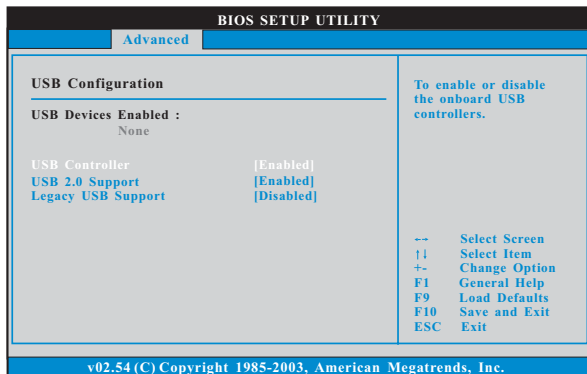 BIOS SETUP UTILITY
Advanced
USB Configuration
USB Devices Enabled :
None
USB Controller [Enabled]
USB 2.0 Support [Enabled]
Legacy USB Support [Disabled]
To enable or disable
the onboard USB
controllers.
←→ Select Screen
↑↓ Select Item
+- Change Option
F1 General Help
F9 Load Defaults
F10 Save and Exit
ESC Exit
v02.54 (C) Copyright 1985-2003, American Megatrends, Inc.